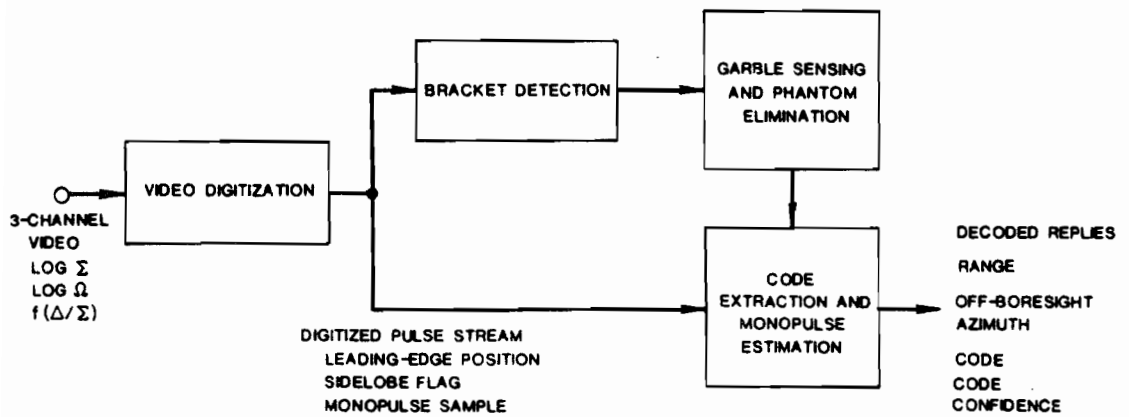 BRACKET DETECTION
GARBLE SENSING
AND PHANTOM
ELIMINATION
VIDEO DIGITIZATION
3-CHANNEL
VIDEO
LOG Σ
LOG Ω
f(Δ/Σ)
CODE
EXTRACTION AND
MONOPULSE
ESTIMATION
DIGITIZED PULSE STREAM
LEADING-EDGE POSITION
SIDELOBE FLAG
MONOPULSE SAMPLE
DECODED REPLIES
RANGE
OFF-BORESIGHT
AZIMUTH
CODE
CODE
CONFIDENCE